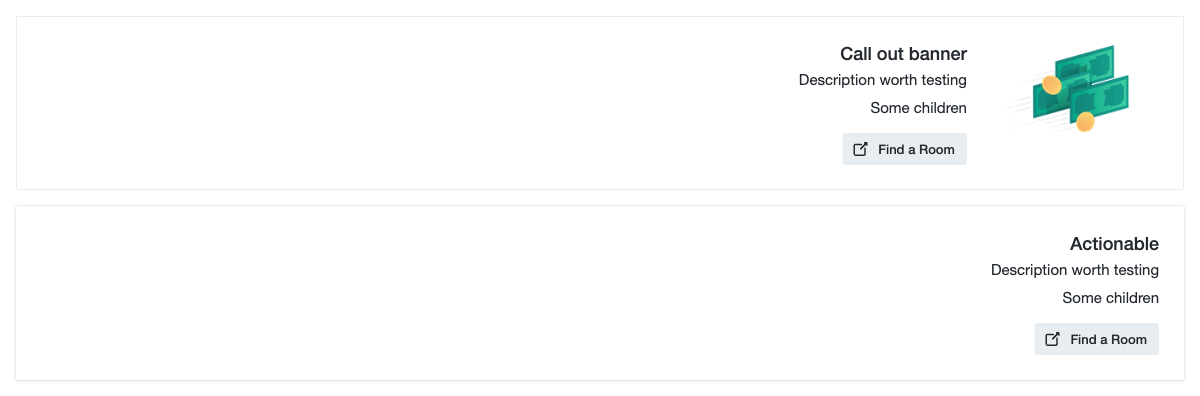 Call out banner
Description worth testing
Some children
Find a Room
Actionable
Description worth testing
Some children
Find a Room